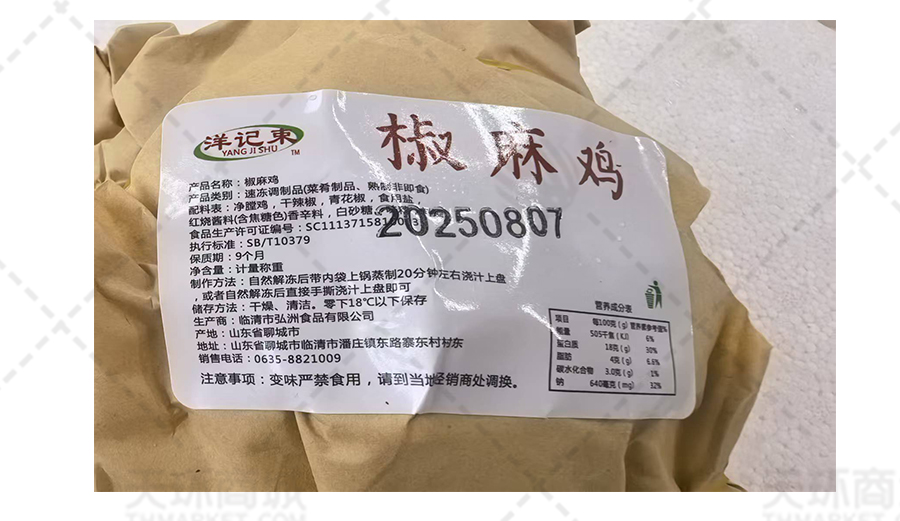 洋记束
YANG JI SHU
TM
椒麻鸡
产品名称：椒麻鸡
产品类别：速冻调制品(菜肴制品、熟制非即食)
配料表：净膛鸡，干辣椒，青花椒，食用盐，
红烧酱料(含焦糖色)香辛料，白砂糖
食品生产许可证编号：SC11137158
20250807
执行标准：SB/T10379
保质期：9个月
净含量：计量称重
制作方法：自然解冻后带内袋上锅蒸制20分钟左右浇汁上盘
，或者自然解冻后直接手撕浇汁上盘即可
储存方法：干燥、清洁。零下18℃以下保存
生产商：临清市弘洲食品有限公司
产地：山东省聊城市
地址：山东省聊城市临清市潘庄镇东路寨东村村东
销售电话：0635-8821009
注意事项：变味严禁食用，请到当地经销商处调换。
营养成分表
项目 每100克(g) 营养素参考值%
能量 505千焦(KJ) 6%
蛋白质 18克(g) 30%
脂肪 4克(g) 6.6%
碳水化合物 3.0克(g) 1%
钠 640毫克(mg) 32%
THMARKET.COM